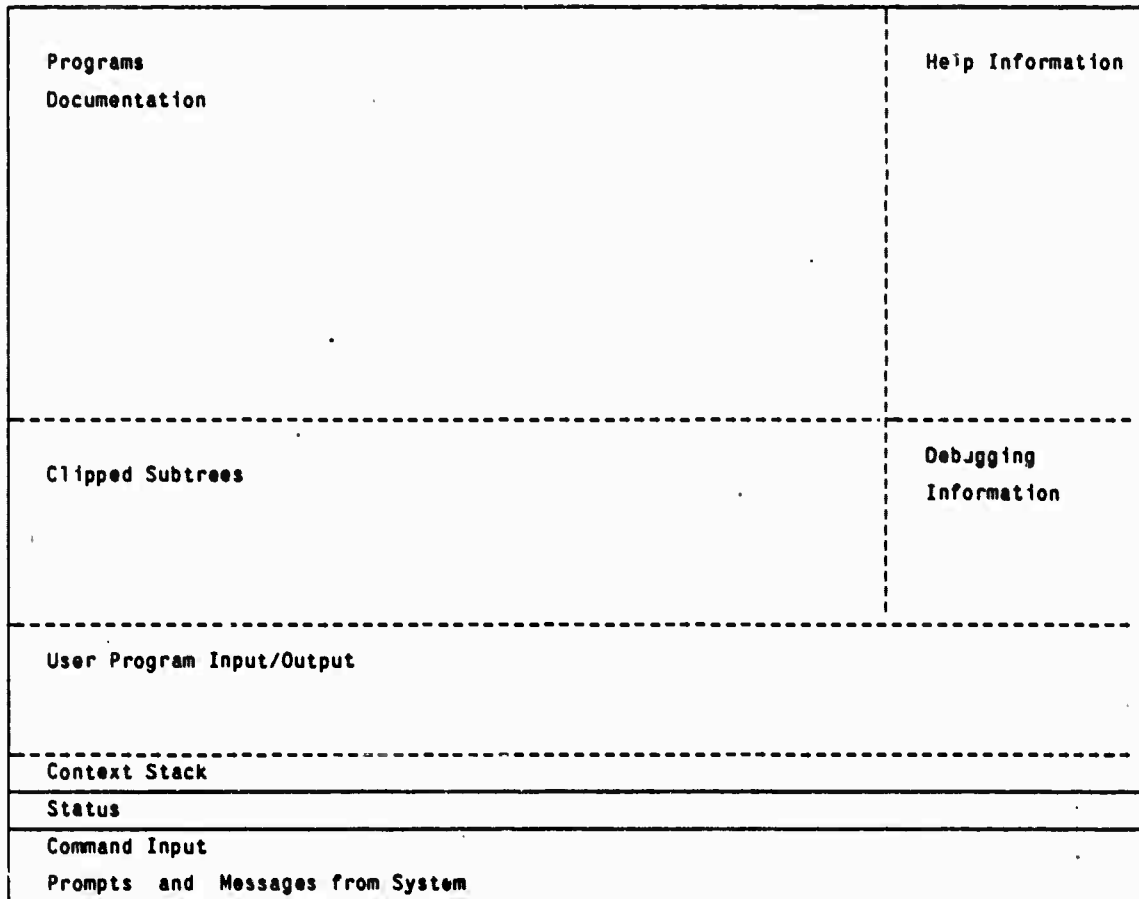 Programs
Documentation
Help Information
Clipped Subtrees
Debugging
Information
User Program Input/Output
Context Stack
Status
Command Input
Prompts and Messages from System